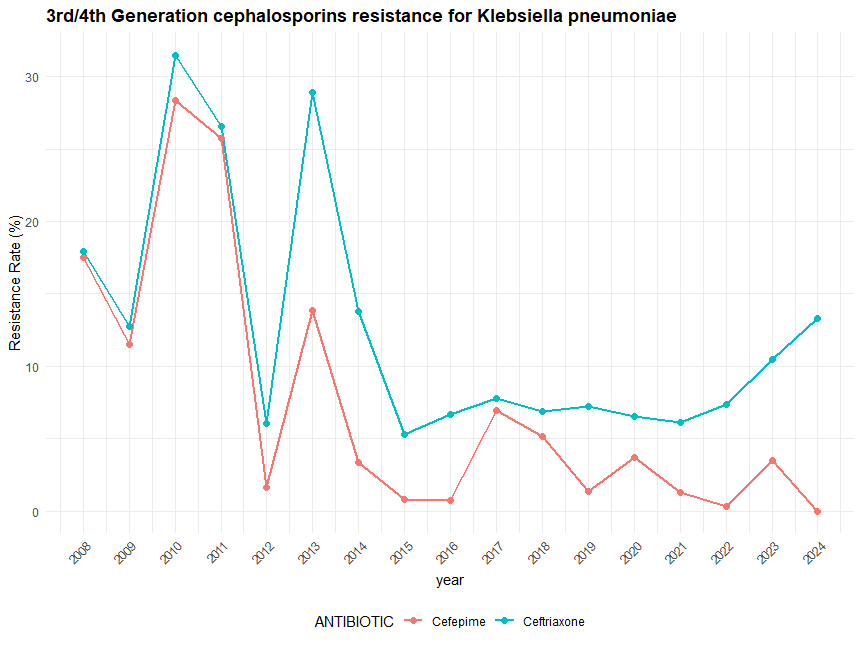 3rd/4th Generation cephalosporins resistance for Klebsiella pneumoniae
Resistance Rate (%)
30
20
10
0
2008 2009 2010 2011 2012 2013 2014 2015 2016 2017 2018 2019 2020 2021 2022 2023 2024
year
ANTIBIOTIC Cefepime Ceftriaxone